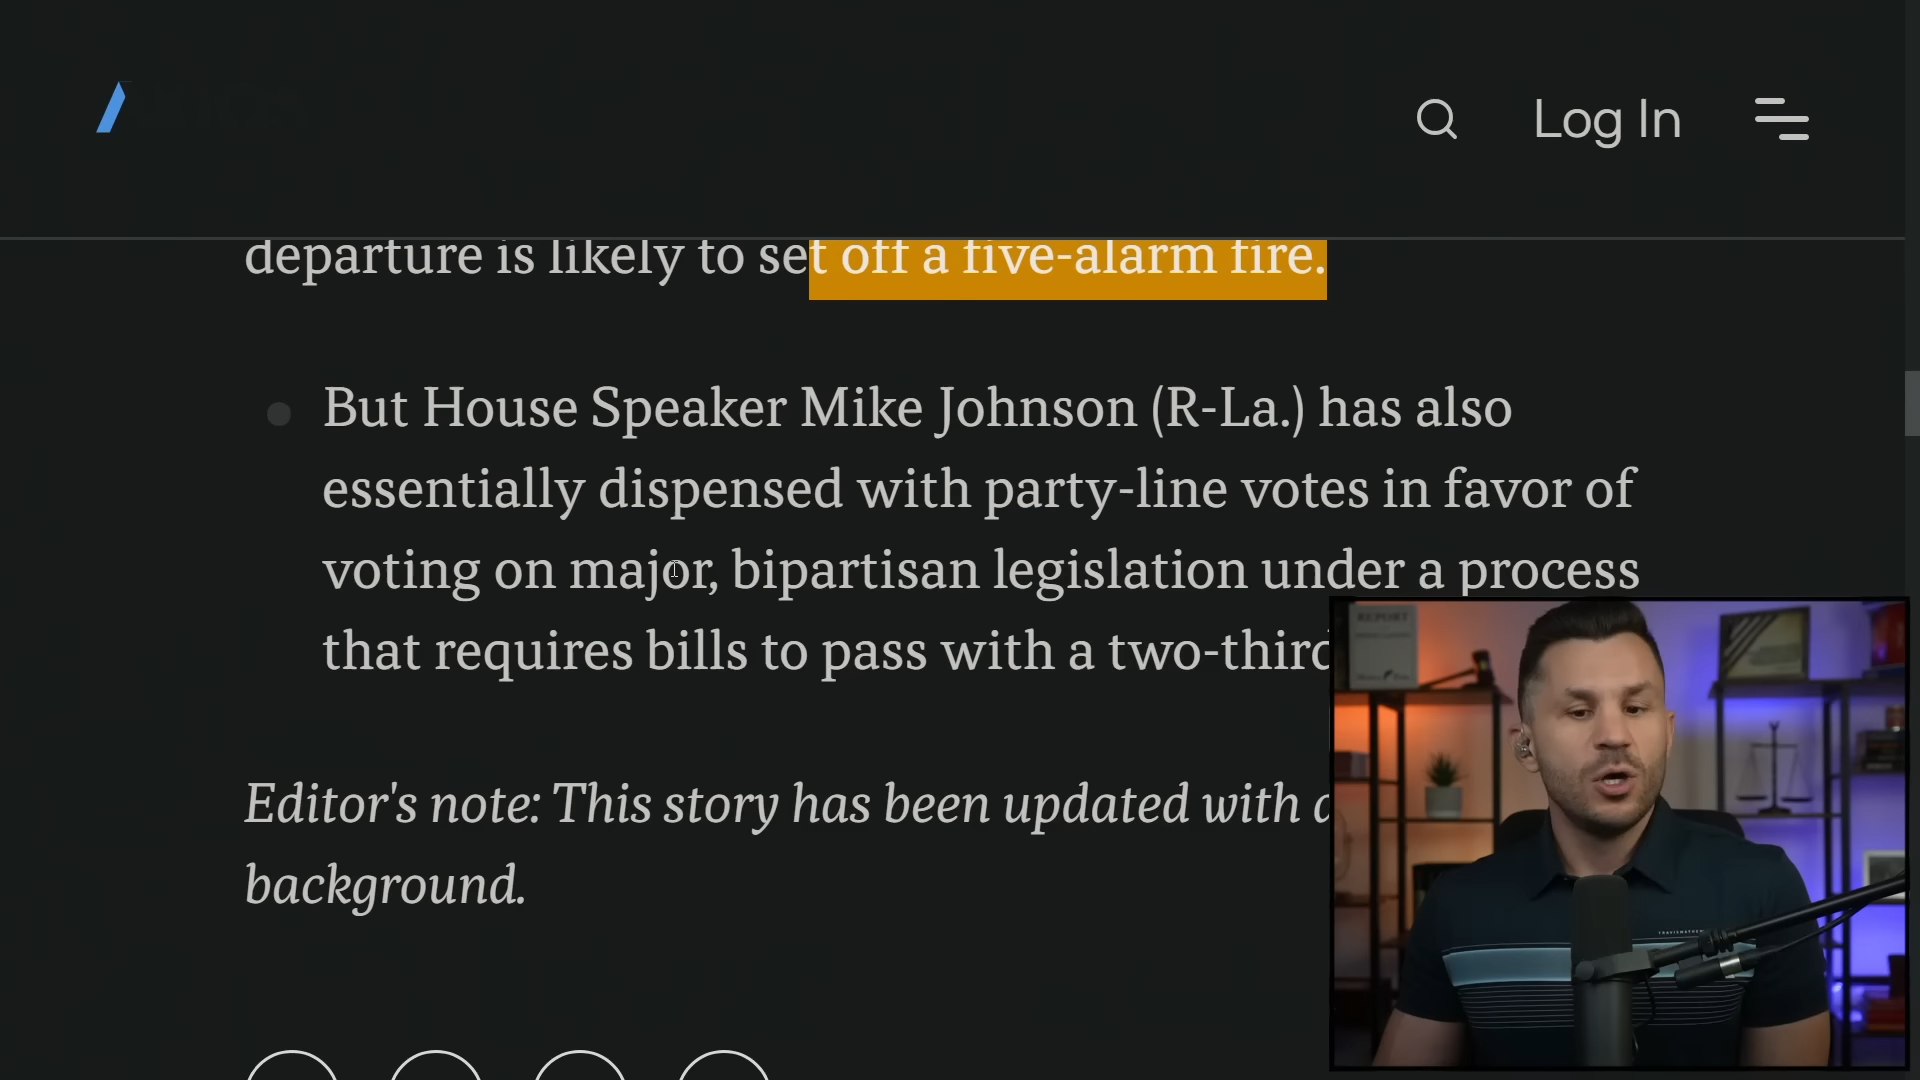 Log In
departure is likely to set off a five-alarm fire.
But House Speaker Mike Johnson (R-La.) has also
essentially dispensed with party-line votes in favor of
voting on major, bipartisan legislation under a process
that requires bills to pass with a
Editor's note: This story has been updated with
background.
REPORT